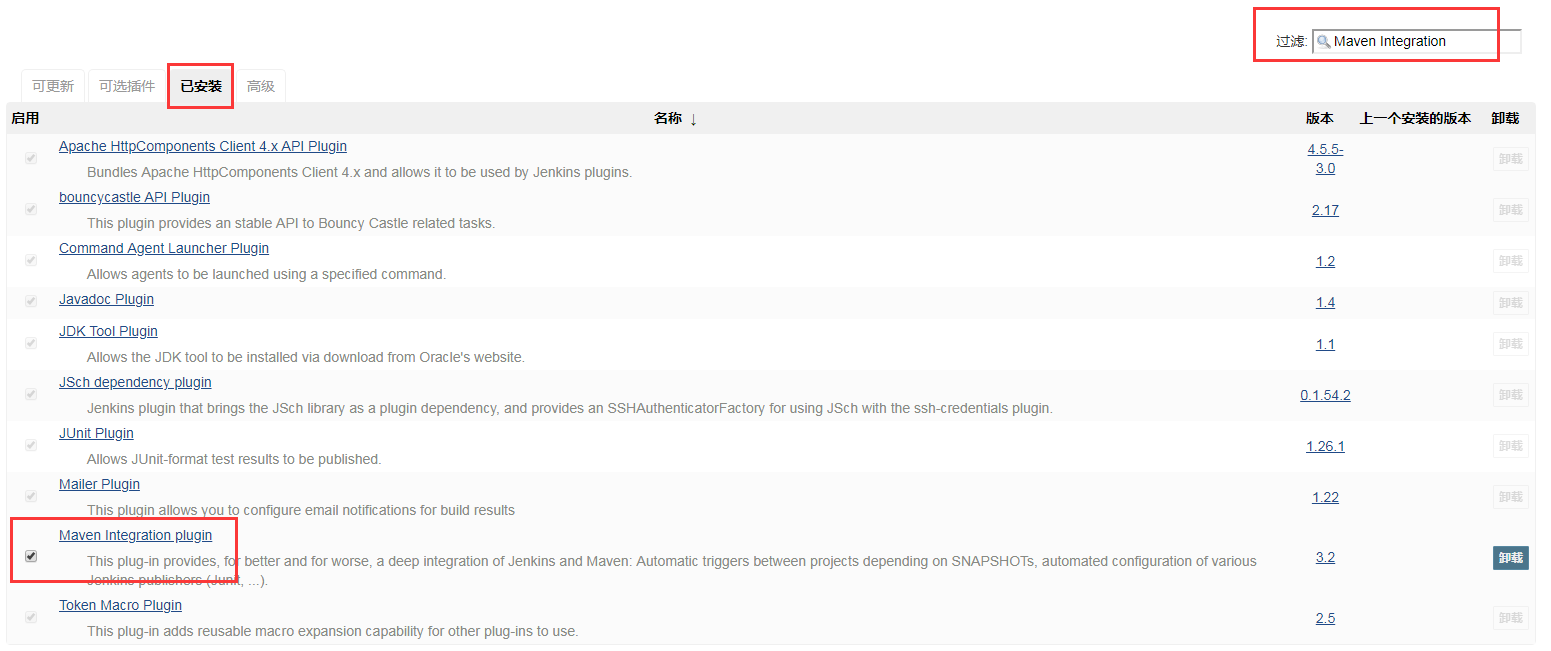 过滤: Maven Integration
可更新 可选插件 已安装 高级
启用 名称 ↓ 版本 上一个安装的版本 卸载
Apache HttpComponents Client 4.x API Plugin
Bundles Apache HttpComponents Client 4.x and allows it to be used by Jenkins plugins.
4.5.5-
3.0
卸载
bouncycastle API Plugin
This plugin provides an stable API to Bouncy Castle related tasks.
2.17
卸载
Command Agent Launcher Plugin
Allows agents to be launched using a specified command.
1.2
卸载
Javadoc Plugin
1.4
卸载
JDK Tool Plugin
Allows the JDK tool to be installed via download from Oracle's website.
1.1
卸载
JSch dependency plugin
Jenkins plugin that brings the JSch library as a plugin dependency, and provides an SSHAuthenticatorFactory for using JSch with the ssh-credentials plugin.
0.1.54.2
卸载
JUnit Plugin
Allows JUnit-format test results to be published.
1.26.1
卸载
Mailer Plugin
This plugin allows you to configure email notifications for build results
1.22
卸载
Maven Integration plugin
This plug-in provides, for better and for worse, a deep integration of Jenkins and Maven: Automatic triggers between projects depending on SNAPSHOTs, automated configuration of various
Jenkins publishers (Junit, ...).
3.2
卸载
Token Macro Plugin
This plug-in adds reusable macro expansion capability for other plug-ins to use.
2.5
卸载